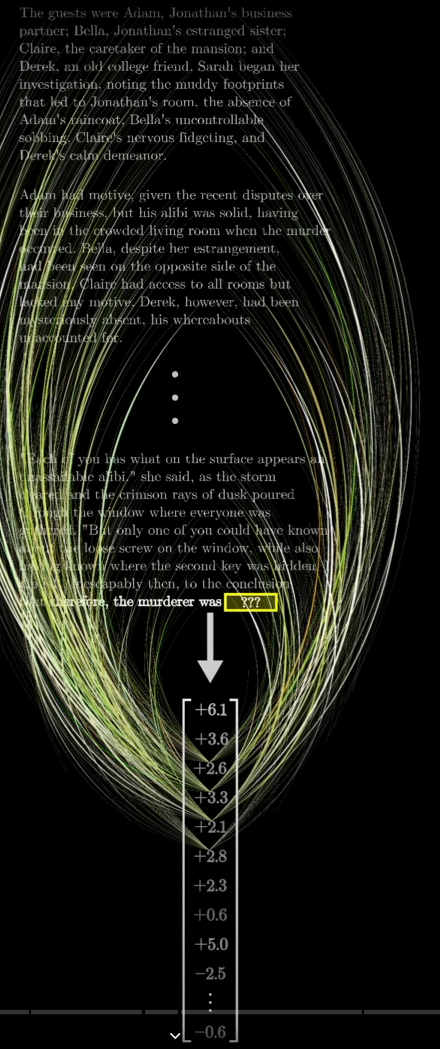 The guests were Adam, Jonathan's business
partner; Bella, Jonathan's estranged sister;
Claire, the caretaker of the mansion; and
Derek, an old college friend. Sarah began her
investigation, noting the muddy footprints
that led to Jonathan's room, the absence of
Adam's raincoat, Bella's uncontrollable
sobbing, Claire's nervous fidgeting, and
Derek's calm demeanor.
Adam had motive, given the recent disputes over
their business, but his alibi was solid, having
been in the crowded living room when the murder
occurred. Bella, despite her estrangement,
had been seen on the opposite side of the
mansion. Claire had access to all rooms but
lacked any motive. Derek, however, had been
mysteriously absent, his whereabouts
unaccounted for.
"Each of you has what on the surface appears an
unassailable alibi," she said, as the storm
cleared and the crimson rays of dusk poured
through the window where everyone was
gathered. "But only one of you could have known
about the loose screw on the window, while also
having known where the second key was hidden.
inescapably then, to the conclusion
therefore, the murderer was ???
+6.1
+3.6
+2.6
+3.3
+2.1
+2.8
+2.3
+0.6
+5.0
−2.5
⋮
−0.6